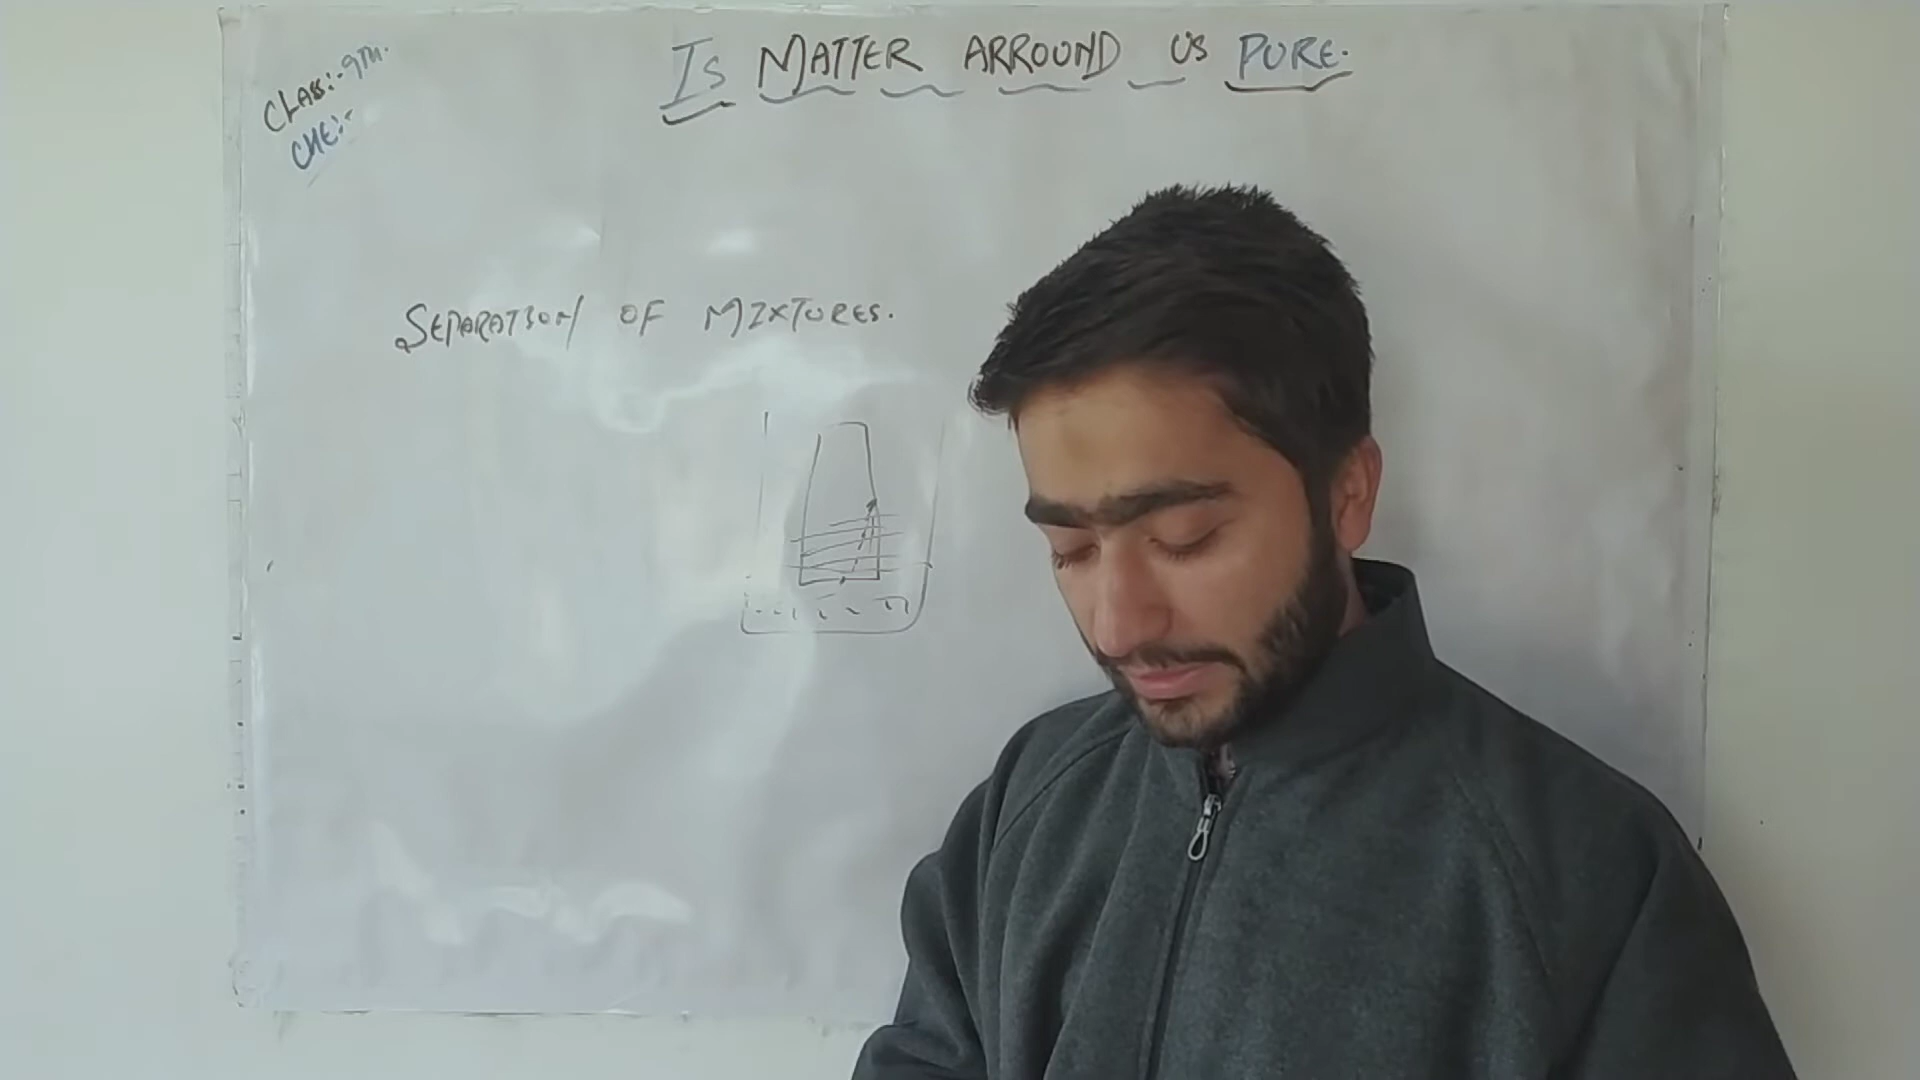 IS MATTER ARROUND US PURE.
CLASS:- 9TH.
CHE:-
SEPARATION OF MIXTURES.